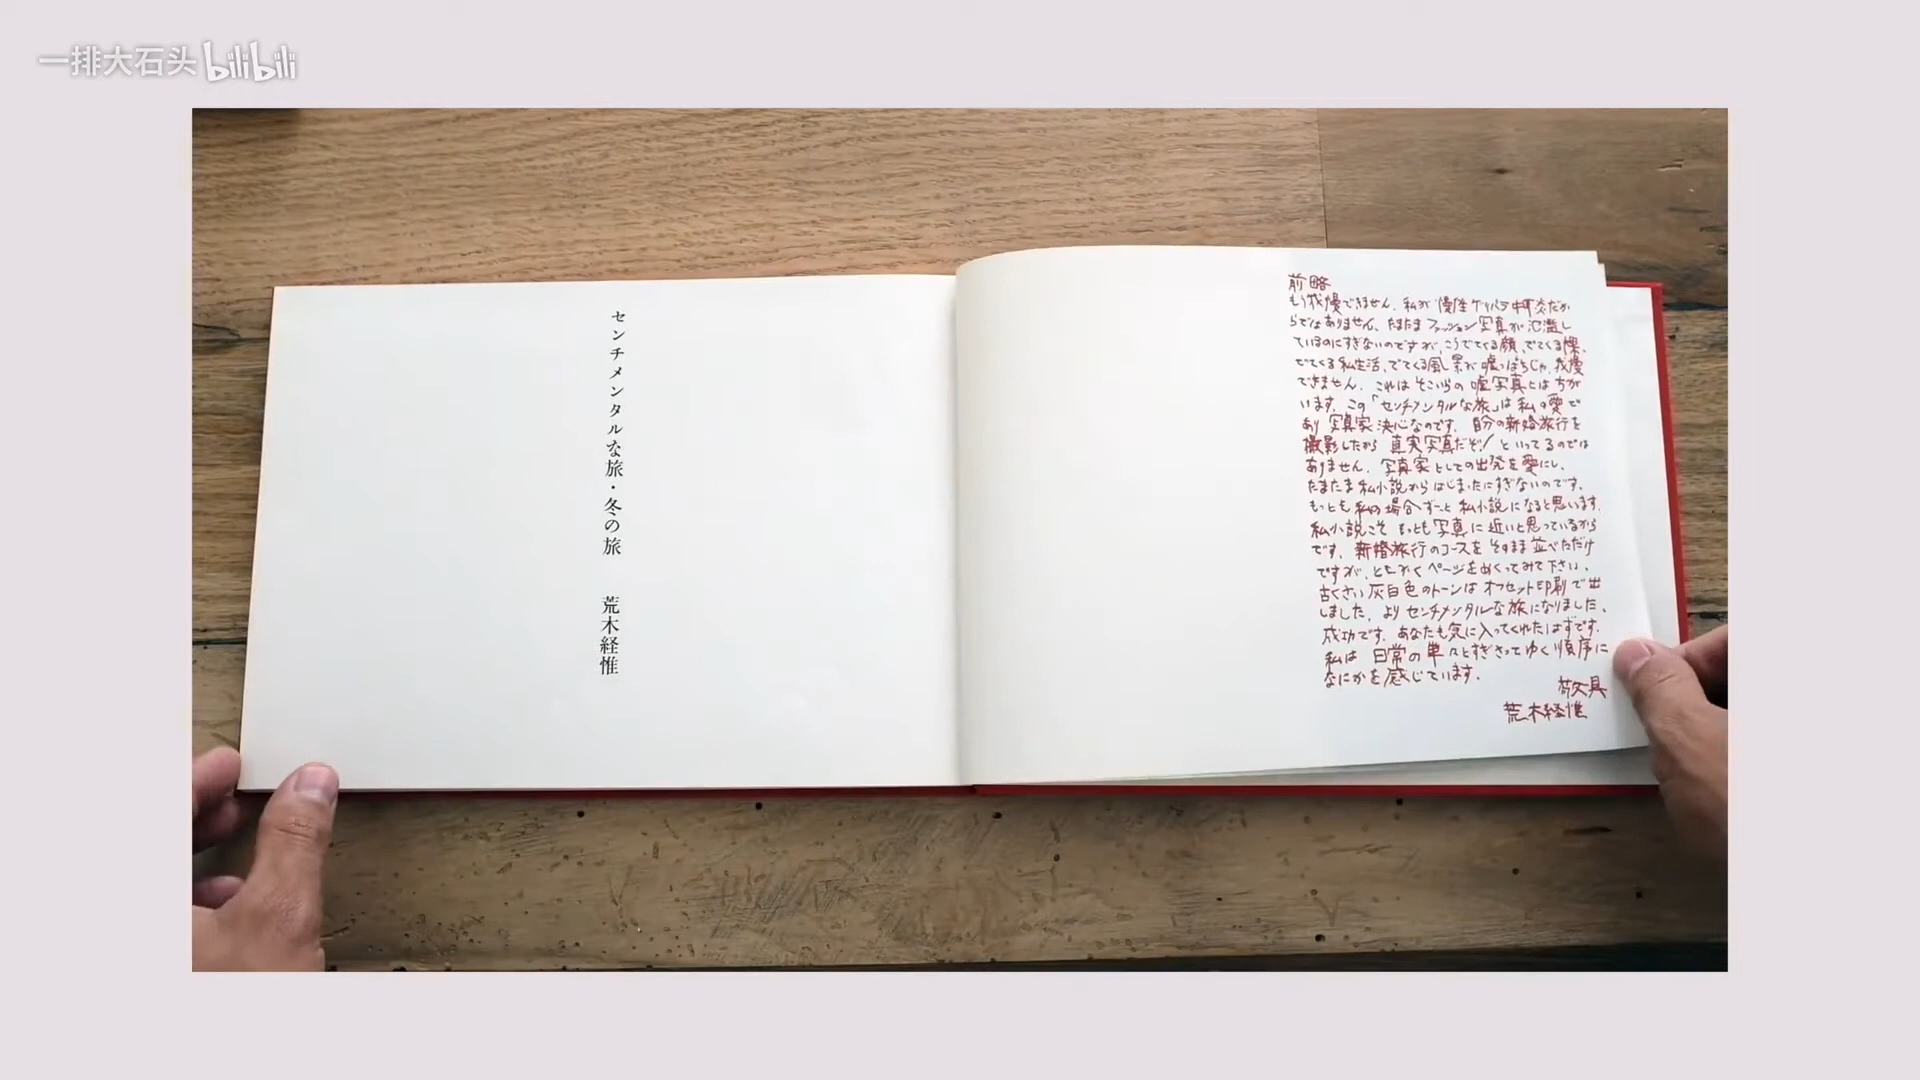 一排大石头 bilibili
センチメンタルな旅・冬の旅 荒木経惟
前略
もう我慢できません。私が慢性ゲリバラ中耳炎だか
らではありません。たまたまファッション写真が氾濫し
ているのにすぎないのですが、こうでてくる顔、でてくる裸、
でてくる私生活、でてくる風景が嘘っぱちじゃ、我慢
できません。これはそこいらの嘘写真とはちが
います。この「センチメンタルな旅」は私の愛で
あり写真家決心なのです。自分の新婚旅行を
撮影したから真実写真だぞ!といってるのでは
ありません。写真家としての出発を愛にし、
たまたま私小説からはじまったにすぎないのです。
もっとも私の場合ずーっと私小説になると思います。
私小説こそもっとも写真に近いと思っているから
です。新婚旅行のコースをそのまま並べただけ
ですが、ともかくページをめくってみて下さい。
古くさい灰白色のトーンはオフセット印刷で出
しました。よりセンチメンタルな旅になりました。
成功です。あなたも気に入ってくれたはずです。
私は日常の単々とすぎさってゆく順序に
なにかを感じています。
敬具
荒木経惟